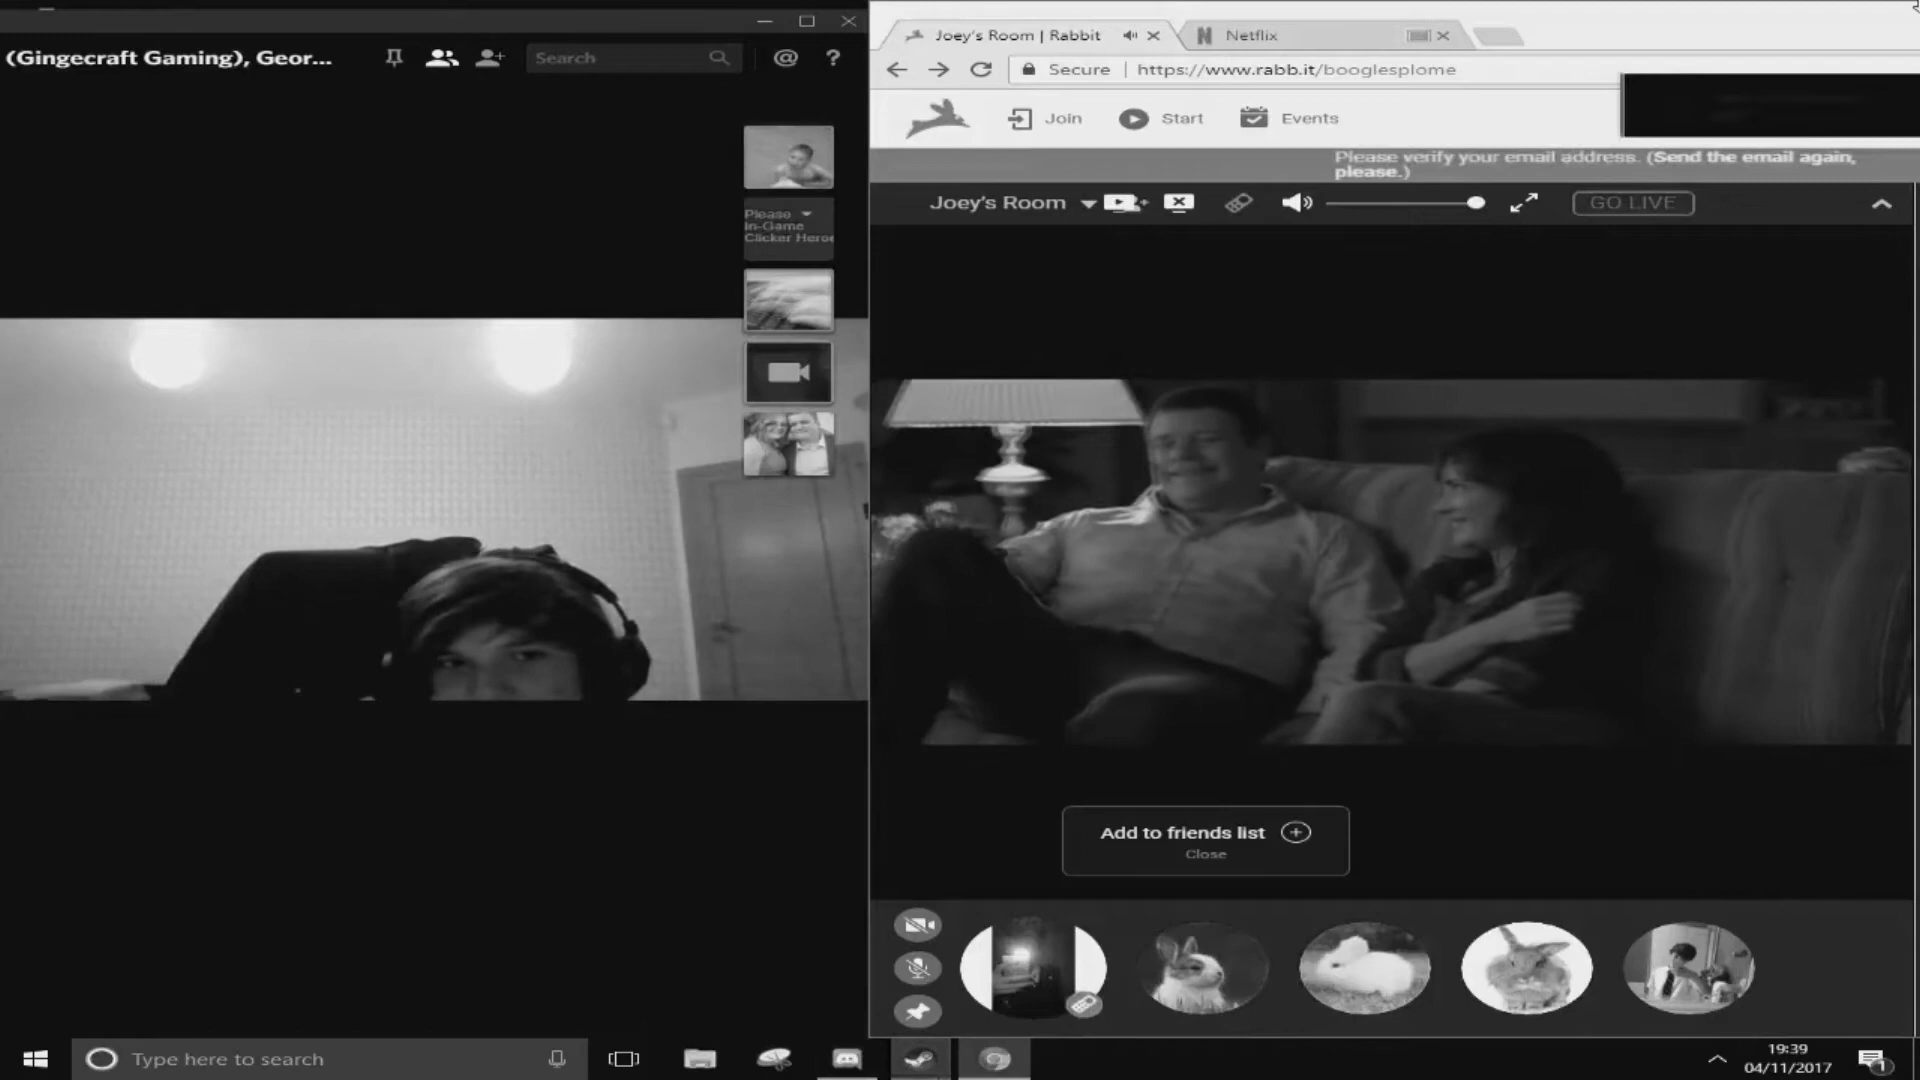 (Gingecraft Gaming), Geor...
Search
@
?
Please
In-Game
Clicker Heroe
Joey's Room | Rabbit
Netflix
Secure
https://www.rabb.it/booglesplome
Join
Start
Events
Please verify your email address. (Send the email again,
please.)
Joey's Room
GO LIVE
Add to friends list
Close
Type here to search
19:39
04/11/2017
1